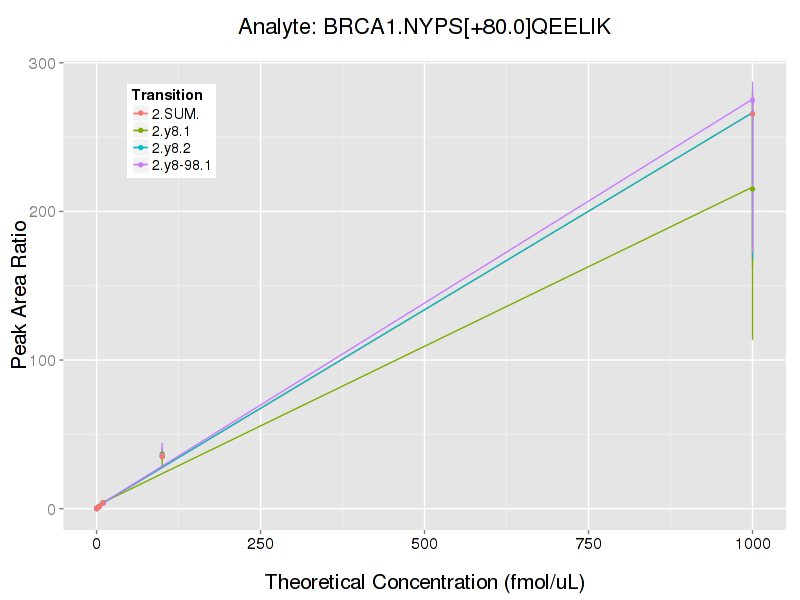 Analyte: BRCA1.NYPS[+80.0]QEELIK
300
200
100
0
Peak Area Ratio
Transition
2.SUM.
2.y8.1
2.y8.2
2.y8-98.1
0 250 500 750 1000
Theoretical Concentration (fmol/uL)